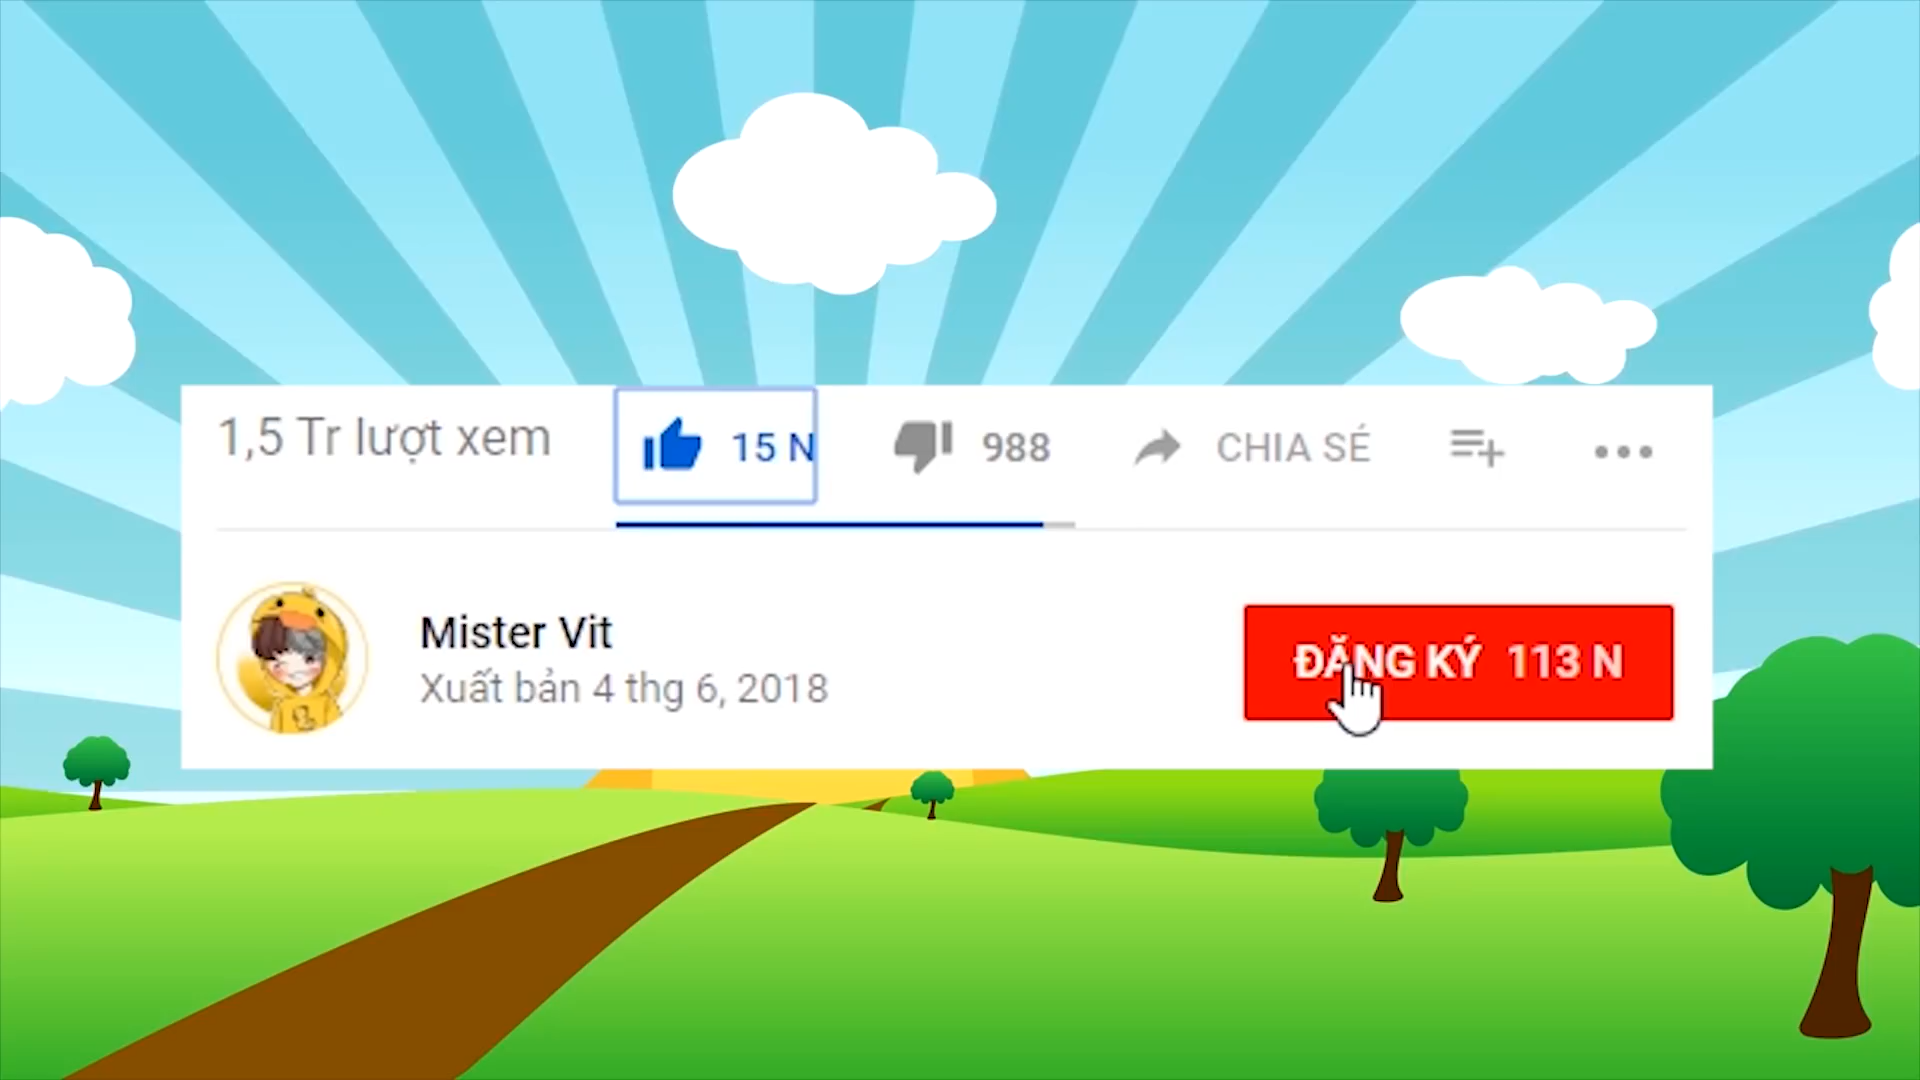 1,5 Tr lượt xem 15 N 988 CHIA SẺ
Mister Vit
Xuất bản 4 thg 6, 2018
ĐĂNG KÝ 113 N